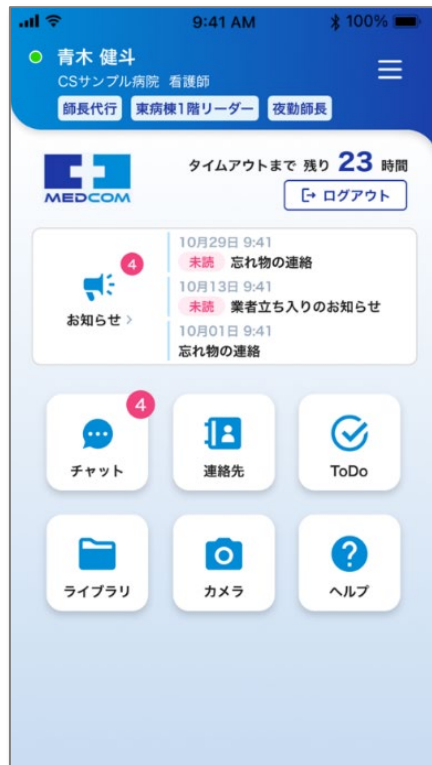 9:41 AM
100%
青木 健斗
CSサンプル病院 看護師
師長代行 東病棟1階リーダー 夜勤師長
タイムアウトまで 残り 23 時間
MEDCOM
ログアウト
10月29日 9:41
4
未読 忘れ物の連絡
10月13日 9:41
お知らせ
未読 業者立ち入りのお知らせ
10月01日 9:41
忘れ物の連絡
4
チャット 連絡先 ToDo
ライブラリ カメラ ヘルプ